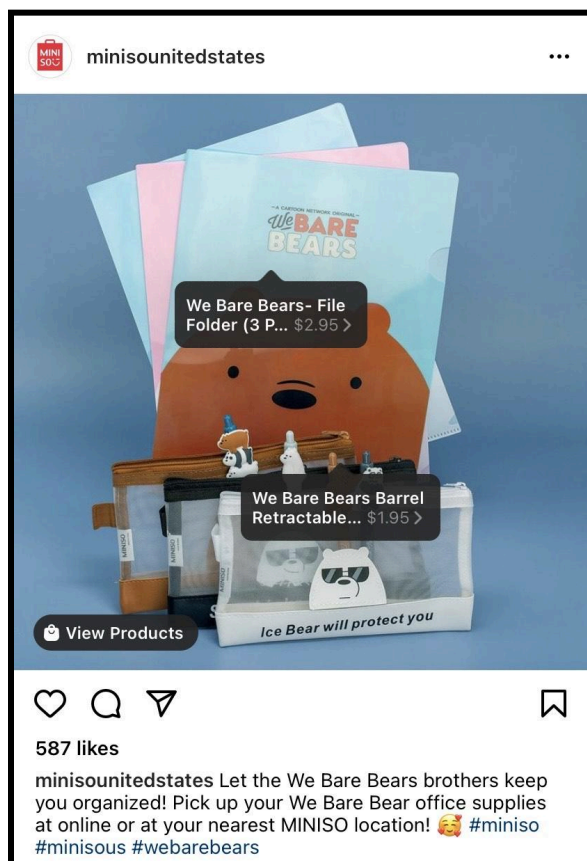 MINI
SO
minisounitedstates
A CARTOON NETWORK ORIGINAL
We BARE
BEARS
We Bare Bears- File
Folder (3 P... $2.95
We Bare Bears Barrel
Retractable... $1.95
MINISO
MINISO
MINISO
S
Ice Bear will protect you
View Products
587 likes
minisounitedstates Let the We Bare Bears brothers keep
you organized! Pick up your We Bare Bear office supplies
at online or at your nearest MINISO location! 🥰 #miniso
#minisous #webarebears